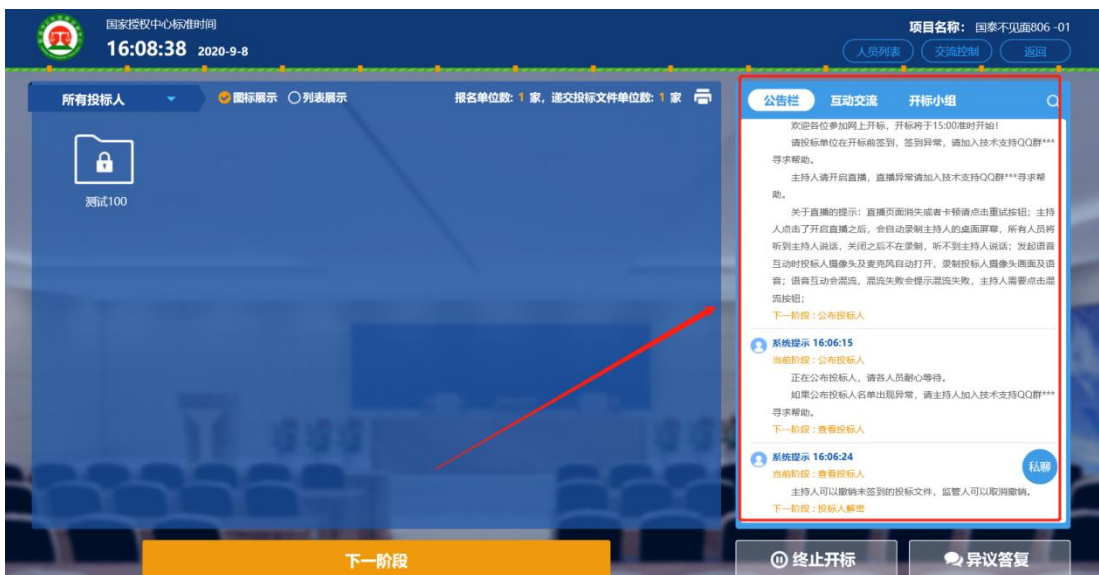 国家授权中心标准时间
16:08:38 2020-9-8
项目名称： 国泰不见面806 -01
人员列表 交流控制 返回
所有投标人 图标展示 列表展示 报名单位数: 1 家，递交投标文件单位数: 1 家
测试100
公告栏 互动交流 开标小组
欢迎各位参加网上开标，开标将于15:00准时开始!
请投标单位在开标前签到，签到异常，请加入技术支持QQ群***
寻求帮助。
主持人请开启直播，直播异常请加入技术支持QQ群***寻求帮
助。
关于直播的提示：直播页面消失或者卡顿请点击重试按钮；主持
人点击了开启直播之后，会自动录制主持人的桌面屏幕，所有人员将
听到主持人说话，关闭之后不在录制，听不到主持人说话；发起语音
互动时投标人摄像头及麦克风自动打开，录制投标人摄像头画面及语
音；语音互动会混流，混流失败会提示混流失败，主持人需要点击混
流按钮；
下一阶段 : 公布投标人
系统提示 16:06:15
当前阶段 : 公布投标人
正在公布投标人，请各人员耐心等待。
如果公布投标人名单出现异常，请主持人加入技术支持QQ群***
寻求帮助。
下一阶段 : 查看投标人
系统提示 16:06:24
当前阶段 : 查看投标人
主持人可以撤销未签到的投标文件，监管人可以取消撤销。
下一阶段 : 投标人解密
私聊
下一阶段
终止开标 异议答复